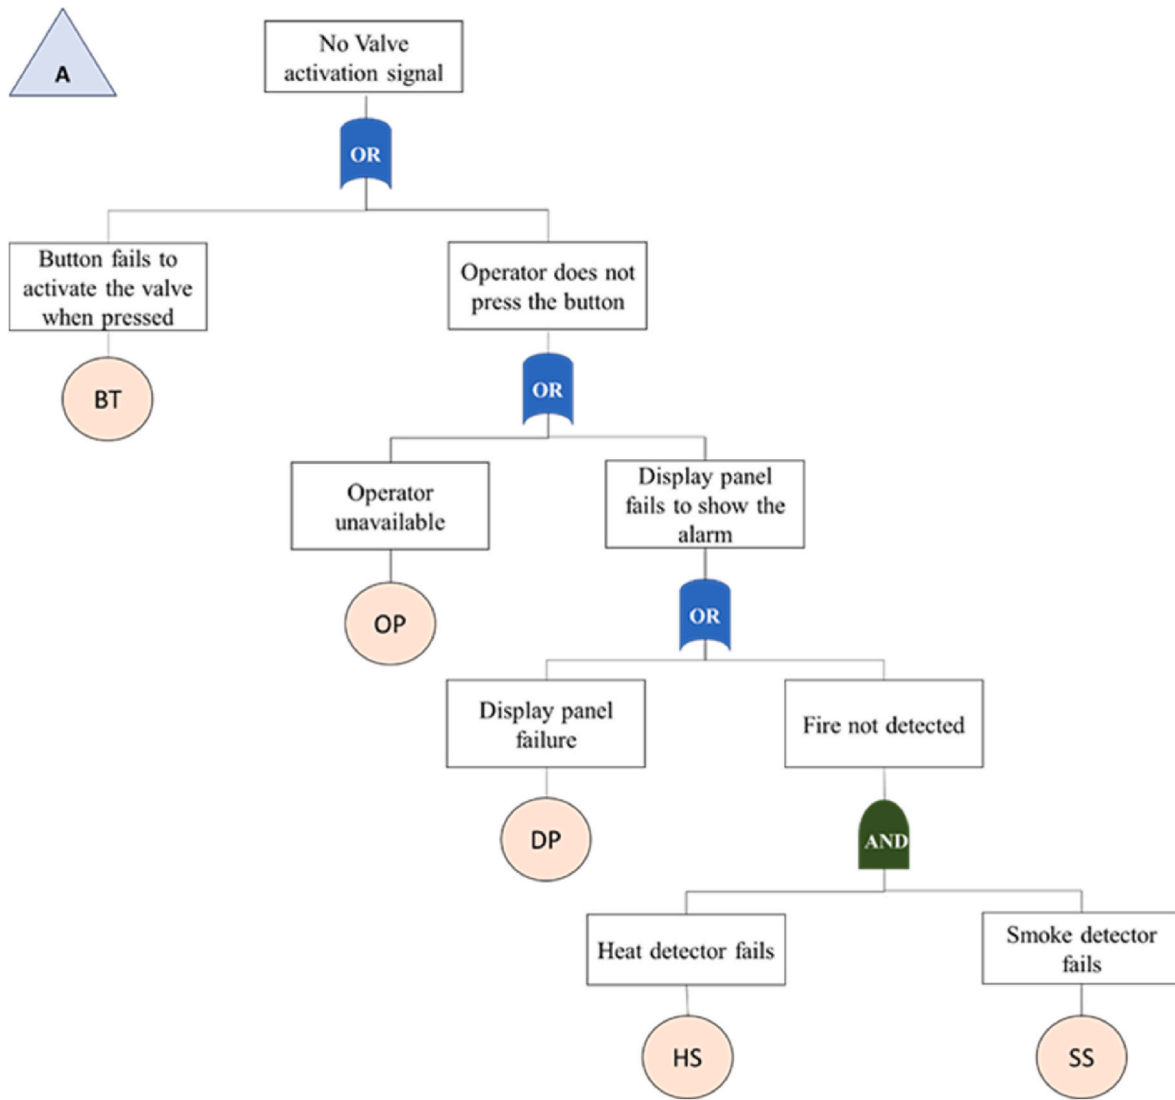 A
No Valve
activation signal
OR
Button fails to
activate the valve
when pressed
Operator does not
press the button
BT
OR
Operator
unavailable
Display panel
fails to show the
alarm
OP
OR
Display panel
failure
Fire not detected
DP
AND
Heat detector fails
Smoke detector
fails
HS
SS